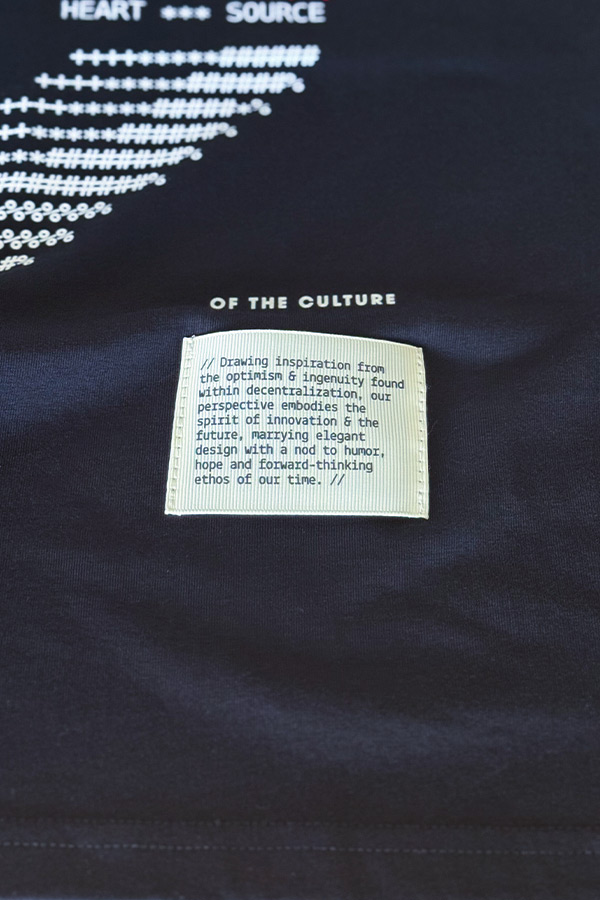 HEART *** SOURCE
++*****######
++*****######%
++*****#####*%
++*****######%
***########%
##########%
%%%%%%%%
%%%%%
#%
OF THE CULTURE
// Drawing inspiration from
the optimism & ingenuity found
within decentralization, our
perspective embodies the
spirit of innovation & the
future, marrying elegant
design with a nod to humor,
hope and forward-thinking
ethos of our time. //